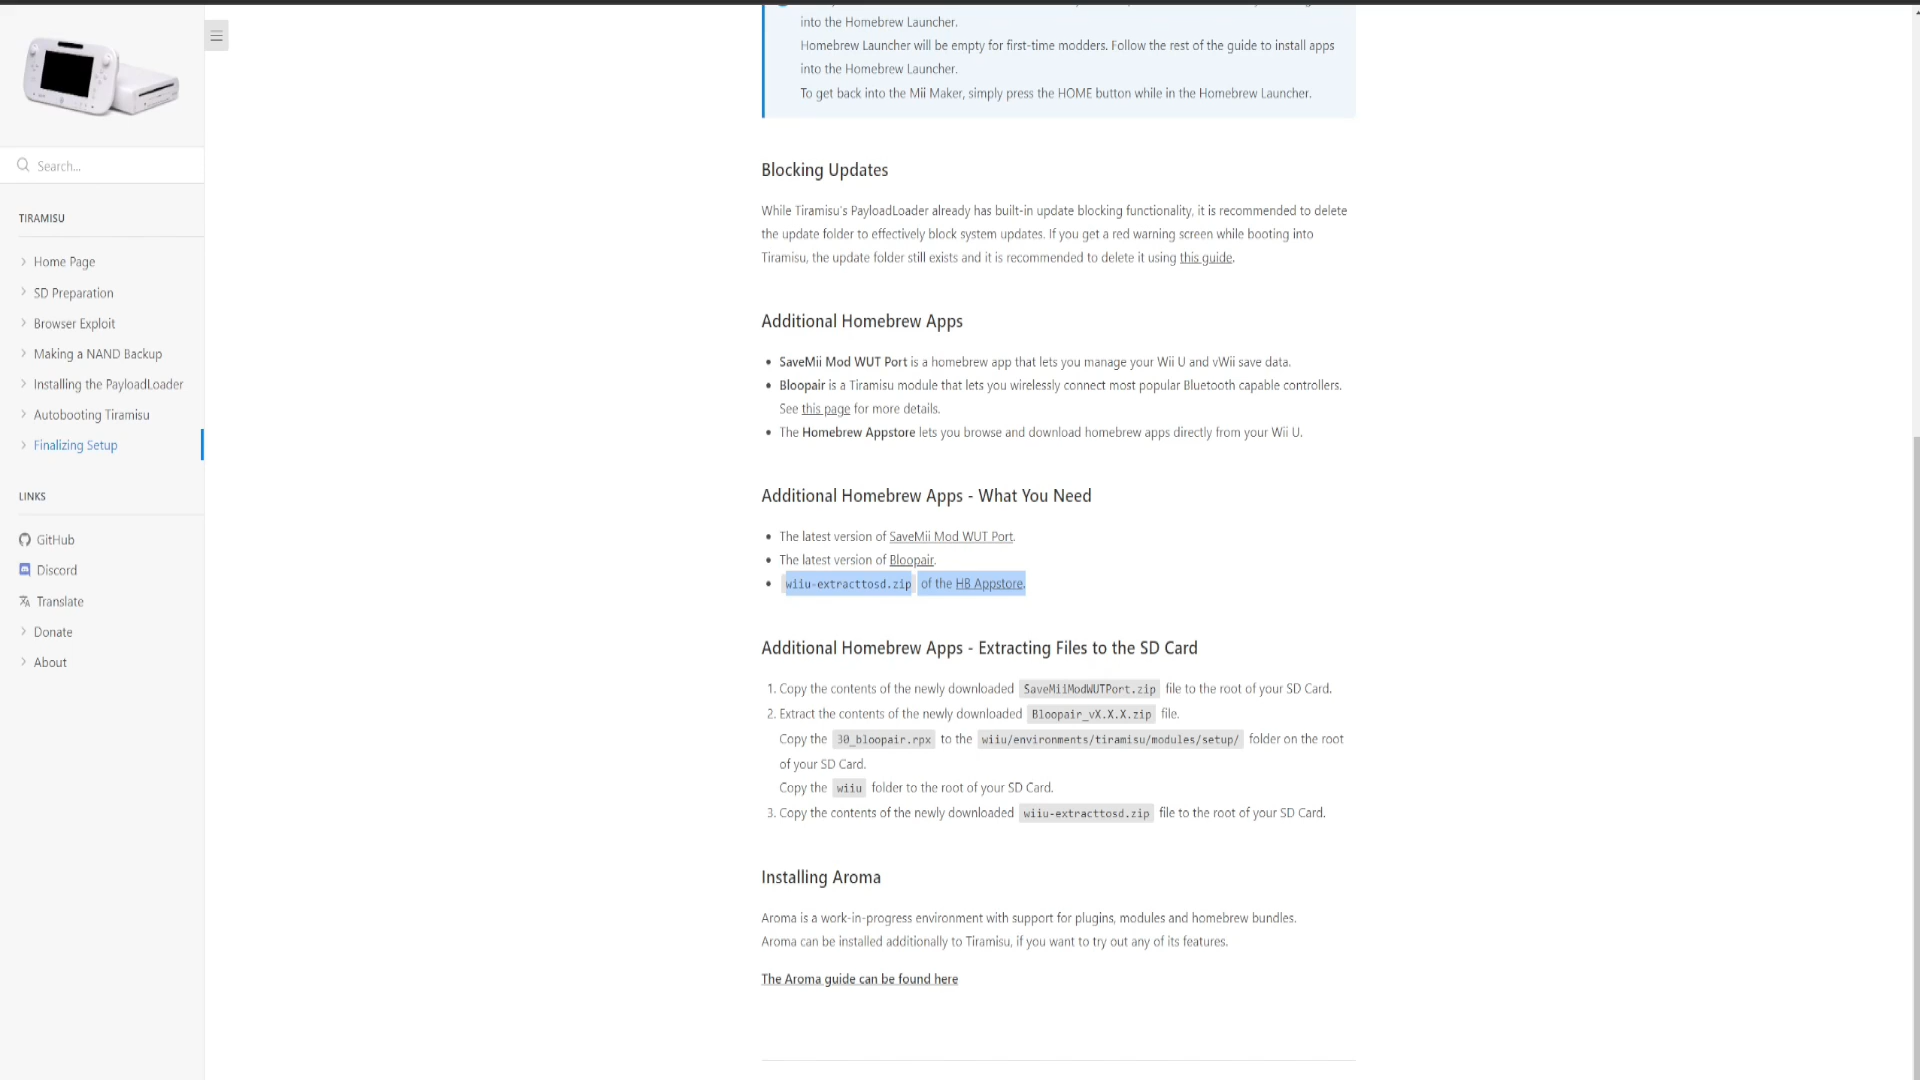 Search...
TIRAMISU
Home Page
SD Preparation
Browser Exploit
Making a NAND Backup
Installing the PayloadLoader
Autobooting Tiramisu
Finalizing Setup
LINKS
GitHub
Discord
Translate
Donate
About
into the Homebrew Launcher.
Homebrew Launcher will be empty for first-time modders. Follow the rest of the guide to install apps
into the Homebrew Launcher.
To get back into the Mii Maker, simply press the HOME button while in the Homebrew Launcher.
Blocking Updates
While Tiramisu's PayloadLoader already has built-in update blocking functionality, it is recommended to delete
the update folder to effectively block system updates. If you get a red warning screen while booting into
Tiramisu, the update folder still exists and it is recommended to delete it using this guide.
Additional Homebrew Apps
• SaveMii Mod WUT Port is a homebrew app that lets you manage your Wii U and vWii save data.
• Bloopair is a Tiramisu module that lets you wirelessly connect most popular Bluetooth capable controllers.
See this page for more details.
• The Homebrew Appstore lets you browse and download homebrew apps directly from your Wii U.
Additional Homebrew Apps - What You Need
• The latest version of SaveMii Mod WUT Port.
• The latest version of Bloopair.
• wiiu-extracttosd.zip of the HB Appstore.
Additional Homebrew Apps - Extracting Files to the SD Card
1. Copy the contents of the newly downloaded SaveMiiModWUTPort.zip file to the root of your SD Card.
2. Extract the contents of the newly downloaded Bloopair_vX.X.X.zip file.
Copy the 30_bloopair.rpx to the wiiu/environments/tiramisu/modules/setup/ folder on the root
of your SD Card.
Copy the wiiu folder to the root of your SD Card.
3. Copy the contents of the newly downloaded wiiu-extracttosd.zip file to the root of your SD Card.
Installing Aroma
Aroma is a work-in-progress environment with support for plugins, modules and homebrew bundles.
Aroma can be installed additionally to Tiramisu, if you want to try out any of its features.
The Aroma guide can be found here